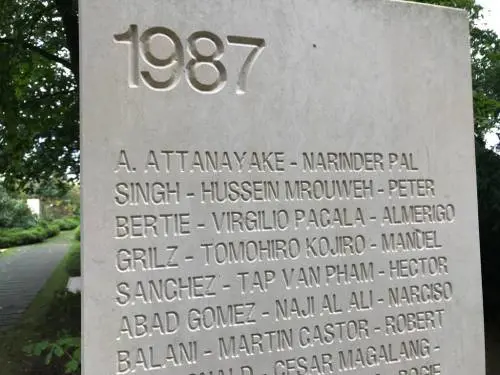 1987
A. ATTANAYAKE - NARINDER PAL
SINGH - HUSSEIN MROUWEH - PETER
BERTIE - VIRGILIO PACALA - ALMERIGO
GRILZ - TOMOHIRO KOJIRO - MANUEL
SANCHEZ - TAP VAN PHAM - HECTOR
ABAD GOMEZ - NAJI AL ALI - NARCISO
BALANI - MARTIN CASTOR - ROBERT
- CESAR MAGALANG -